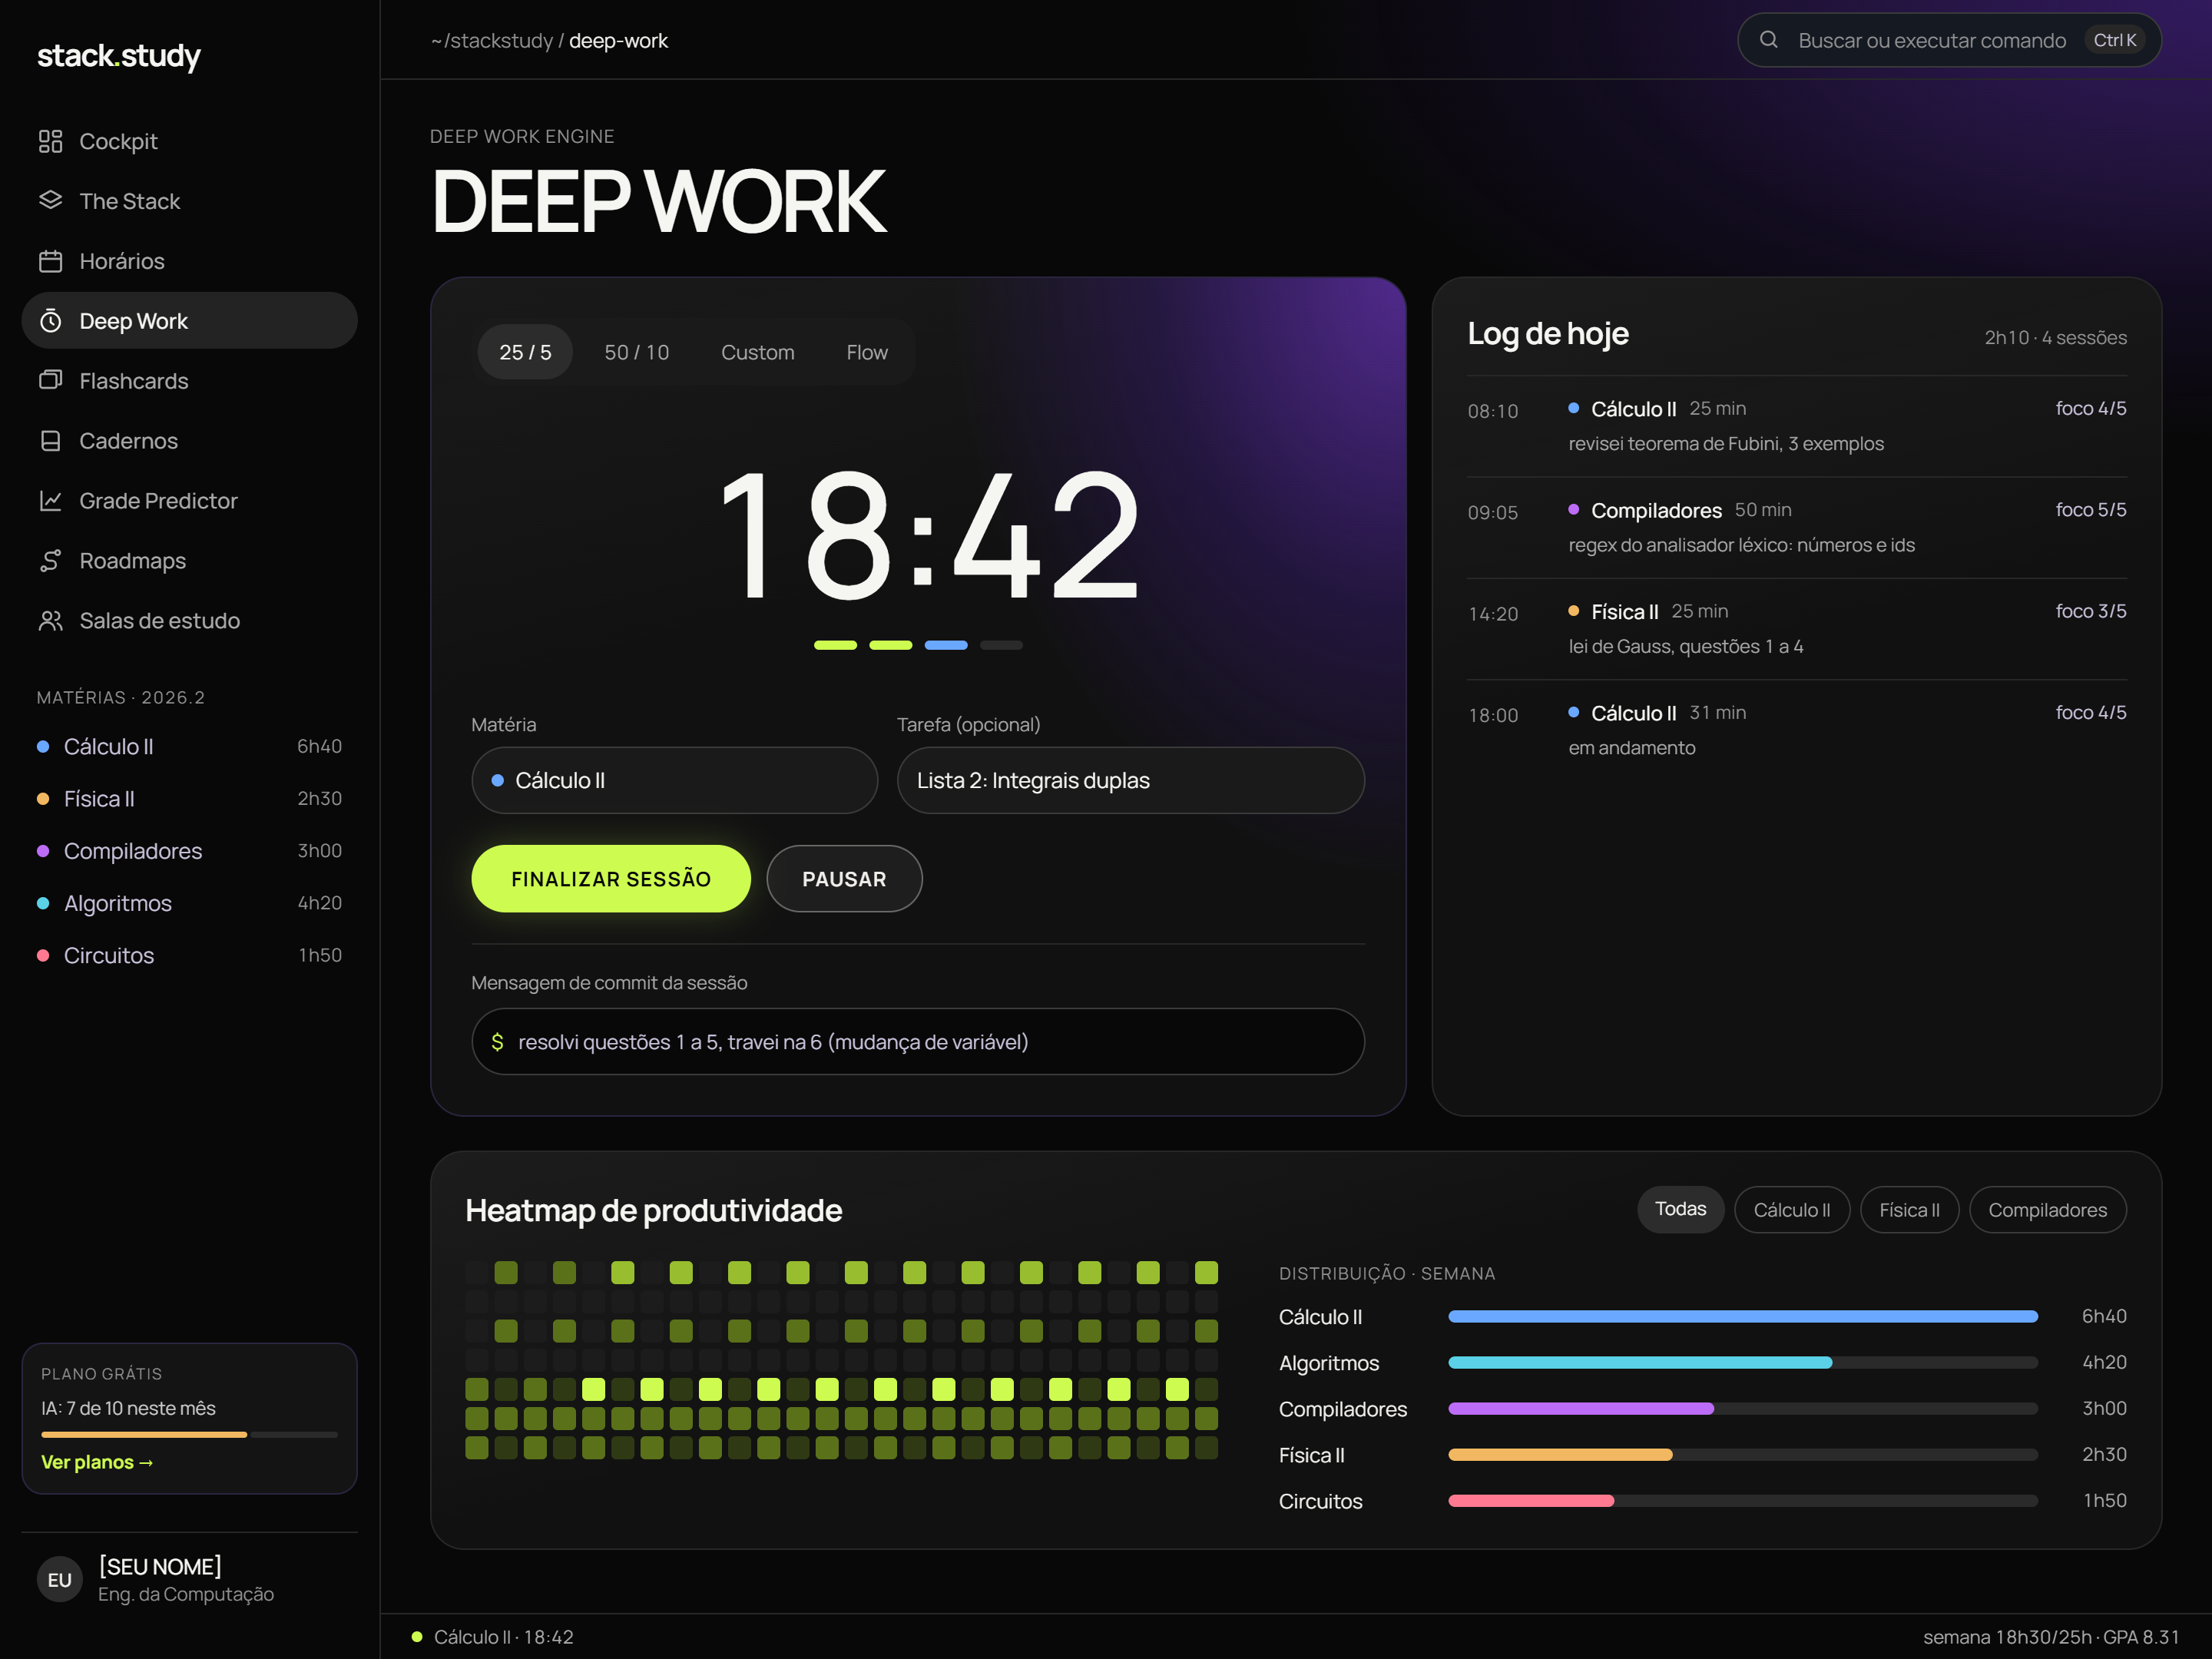 stack.study
Cockpit
The Stack
Horários
Deep Work
Flashcards
Cadernos
Grade Predictor
Roadmaps
Salas de estudo
MATÉRIAS · 2026.2
Cálculo II 6h40
Física II 2h30
Compiladores 3h00
Algoritmos 4h20
Circuitos 1h50
PLANO GRÁTIS
IA: 7 de 10 neste mês
Ver planos →
EU
[SEU NOME]
Eng. da Computação
~/stackstudy / deep-work
Buscar ou executar comando Ctrl K
DEEP WORK ENGINE
DEEP WORK
25 / 5 50 / 10 Custom Flow
18:42
Matéria
Cálculo II
Tarefa (opcional)
Lista 2: Integrais duplas
FINALIZAR SESSÃO
PAUSAR
Mensagem de commit da sessão
$ resolvi questões 1 a 5, travei na 6 (mudança de variável)
Log de hoje 2h10 · 4 sessões
08:10 Cálculo II 25 min foco 4/5
revisei teorema de Fubini, 3 exemplos
09:05 Compiladores 50 min foco 5/5
regex do analisador léxico: números e ids
14:20 Física II 25 min foco 3/5
lei de Gauss, questões 1 a 4
18:00 Cálculo II 31 min foco 4/5
em andamento
Heatmap de produtividade
Todas Cálculo II Física II Compiladores
DISTRIBUIÇÃO · SEMANA
Cálculo II 6h40
Algoritmos 4h20
Compiladores 3h00
Física II 2h30
Circuitos 1h50
Cálculo II · 18:42
semana 18h30/25h · GPA 8.31